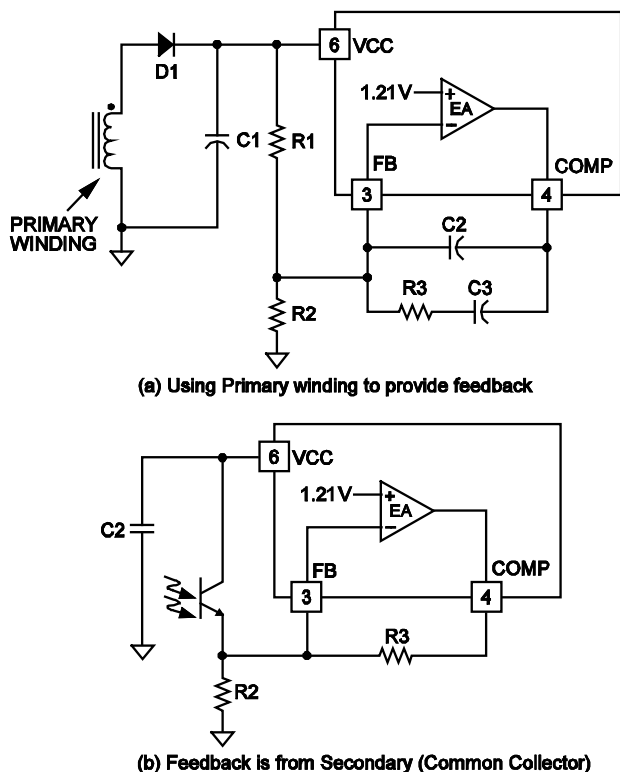 6
VCC
D1
1.21V
+
EA
−
C1
R1
FB
COMP
3
4
PRIMARY
WINDING
C2
R3
C3
R2
(a) Using Primary winding to provide feedback
6
VCC
1.21V
+
EA
−
C2
FB
COMP
3
4
R3
R2
(b) Feedback is from Secondary (Common Collector)